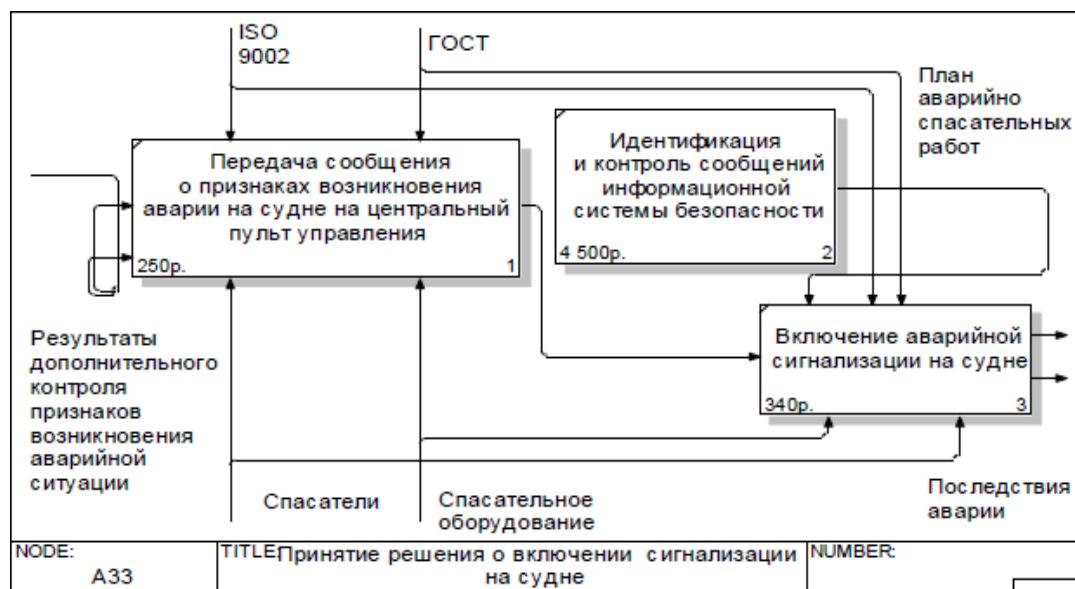 ISO
9002
ГОСТ
План
аварийно
спасательных
работ
Передача сообщения
о признаках возникновения
аварии на судне на центральный
пульт управления
250р.
1
Идентификация
и контроль сообщений
информационной
системы безопасности
4 500р.
2
Включение аварийной
сигнализации на судне
340р.
3
Результаты
дополнительного
контроля
признаков
возникновения
аварийной
ситуации
Спасатели
Спасательное
оборудование
Последствия
аварии
NODE:
A33
TITLE:
Принятие решения о включении сигнализации
на судне
NUMBER: